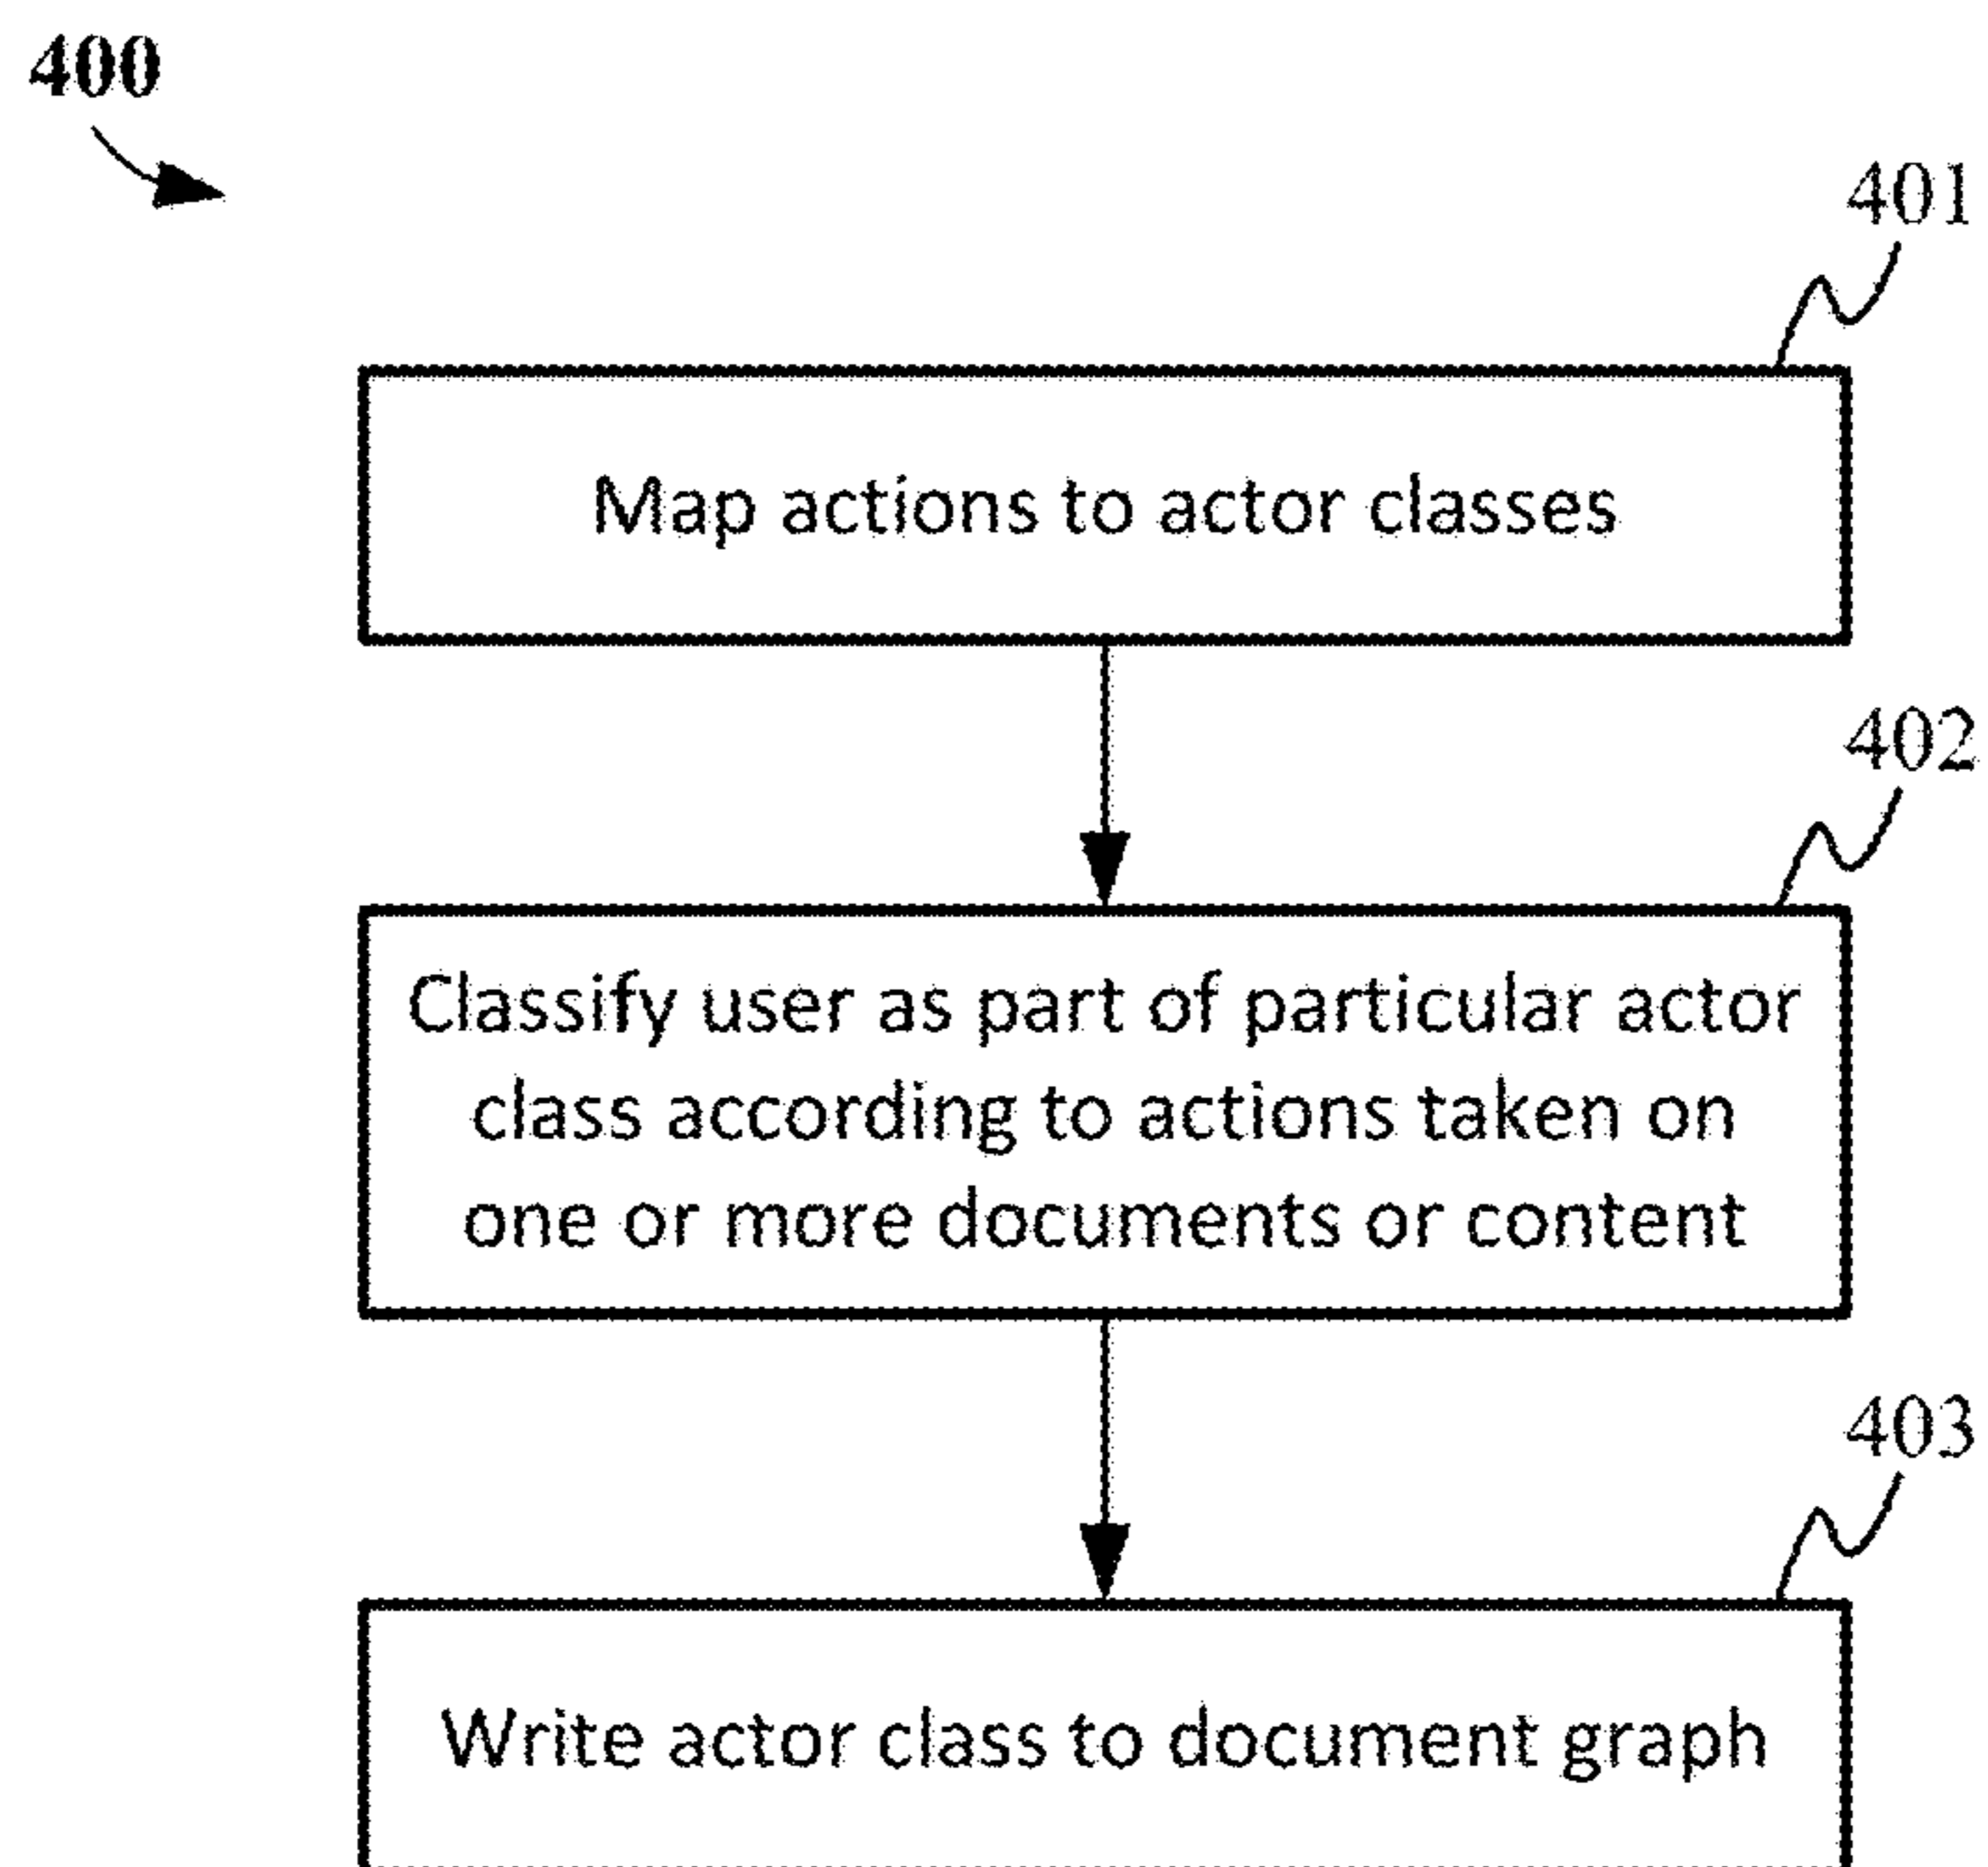 400
401
Map actions to actor classes
402
Classify user as part of particular actor
class according to actions taken on
one or more documents or content
403
Write actor class to document graph